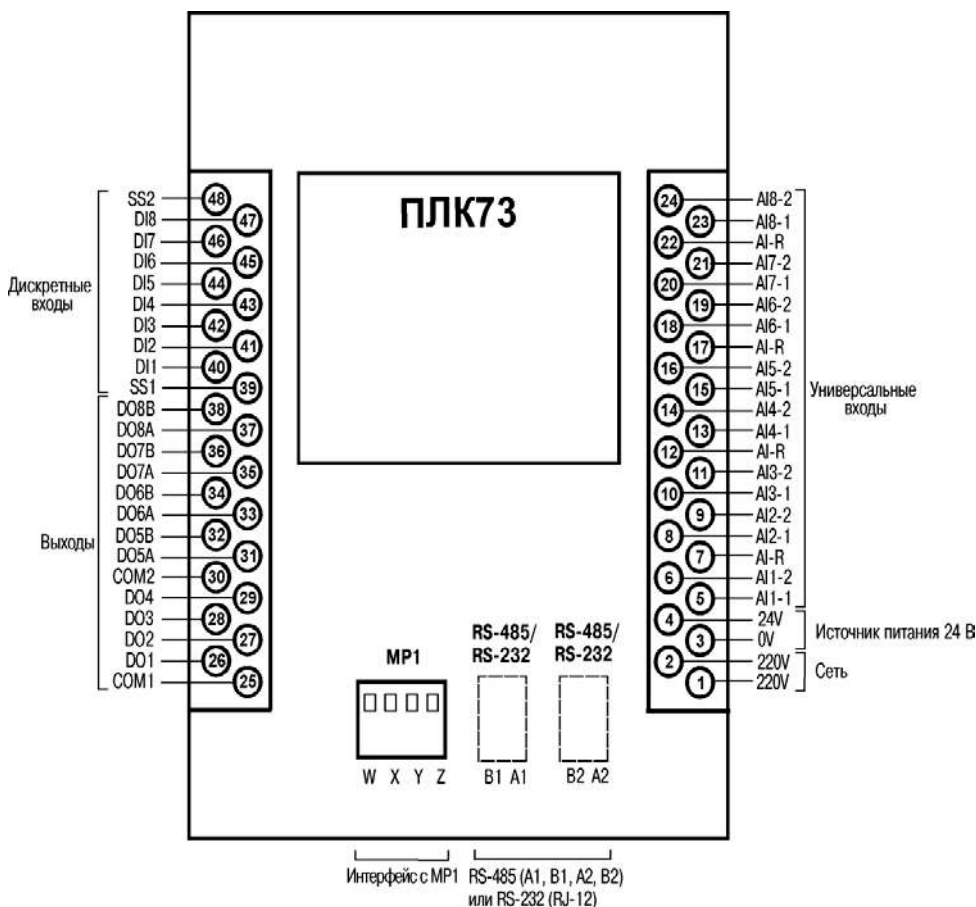 ПЛК73
Дискретные
входы
SS2 48
DI8 47
DI7 46
DI6 45
DI5 44
DI4 43
DI3 42
DI2 41
DI1 40
SS1 39
Выходы
DO8B 38
DO8A 37
DO7B 36
DO7A 35
DO6B 34
DO6A 33
DO5B 32
DO5A 31
COM2 30
DO4 29
DO3 28
DO2 27
DO1 26
COM1 25
24 AI8-2
23 AI8-1
22 AI-R
21 AI7-2
20 AI7-1
19 AI6-2
18 AI6-1
17 AI-R
16 AI5-2
15 AI5-1
14 AI4-2
13 AI4-1
12 AI-R
11 AI3-2
10 AI3-1
9 AI2-2
8 AI2-1
7 AI-R
6 AI1-2
5 AI1-1
Универсальные
входы
4 24V
3 0V
Источник питания 24 В
2 220V
1 220V
Сеть
MP1
W X Y Z
RS-485/
RS-232
B1 A1
RS-485/
RS-232
B2 A2
Интерфейс с МР1
RS-485 (A1, B1, A2, B2)
или RS-232 (RJ-12)